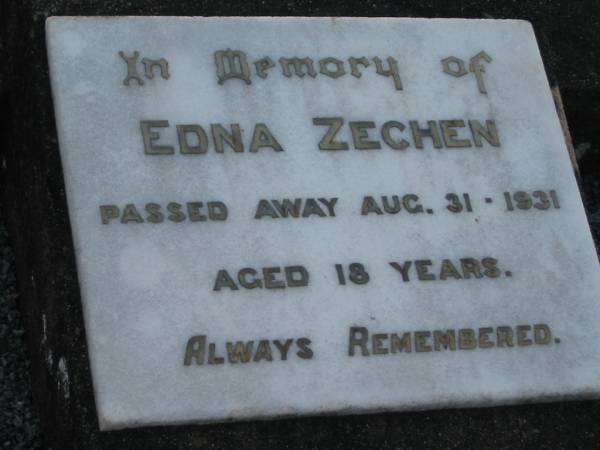 In Memory of
EDNA ZECHEN
PASSED AWAY AUG. 31 · 1931
AGED 18 YEARS.
ALWAYS REMEMBERED.